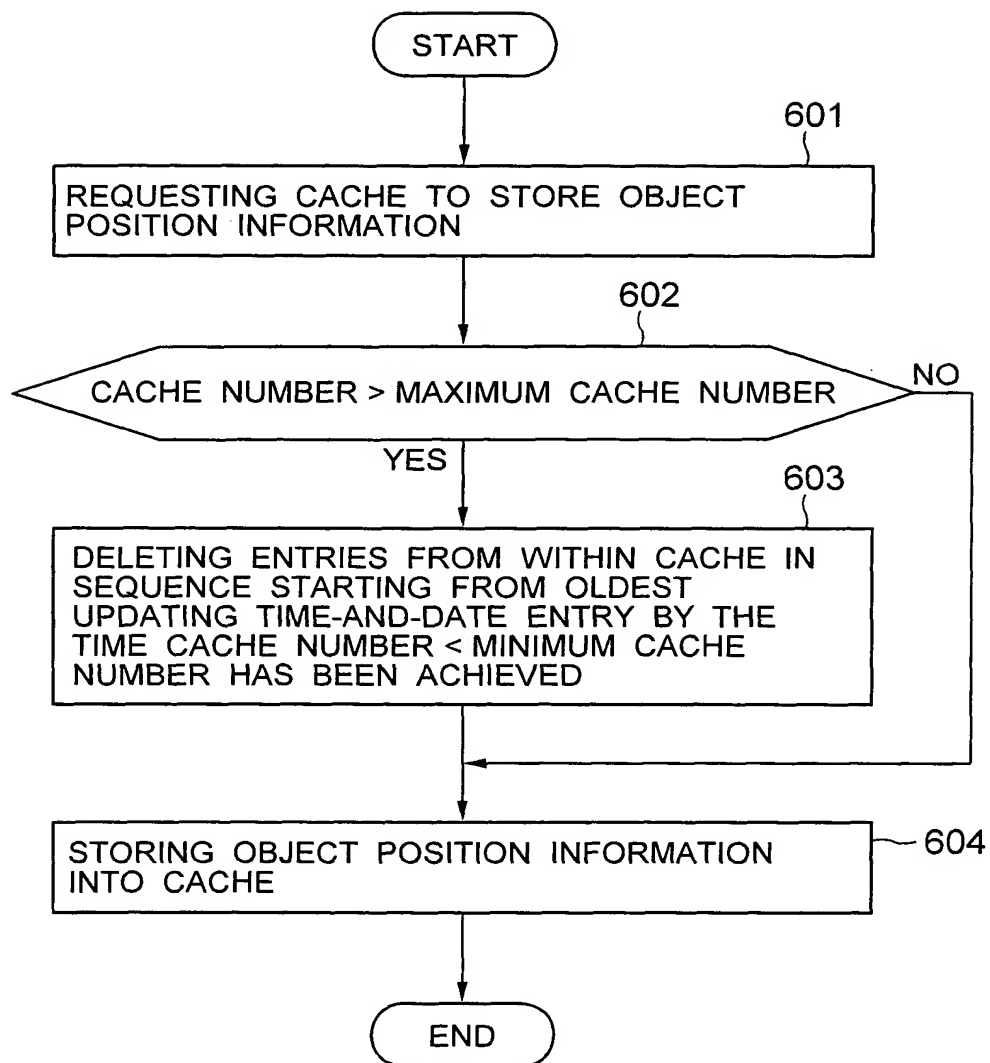 START
601
REQUESTING CACHE TO STORE OBJECT
POSITION INFORMATION
602
CACHE NUMBER > MAXIMUM CACHE NUMBER
NO
YES
603
DELETING ENTRIES FROM WITHIN CACHE IN
SEQUENCE STARTING FROM OLDEST
UPDATING TIME-AND-DATE ENTRY BY THE
TIME CACHE NUMBER < MINIMUM CACHE
NUMBER HAS BEEN ACHIEVED
STORING OBJECT POSITION INFORMATION
INTO CACHE
604
END